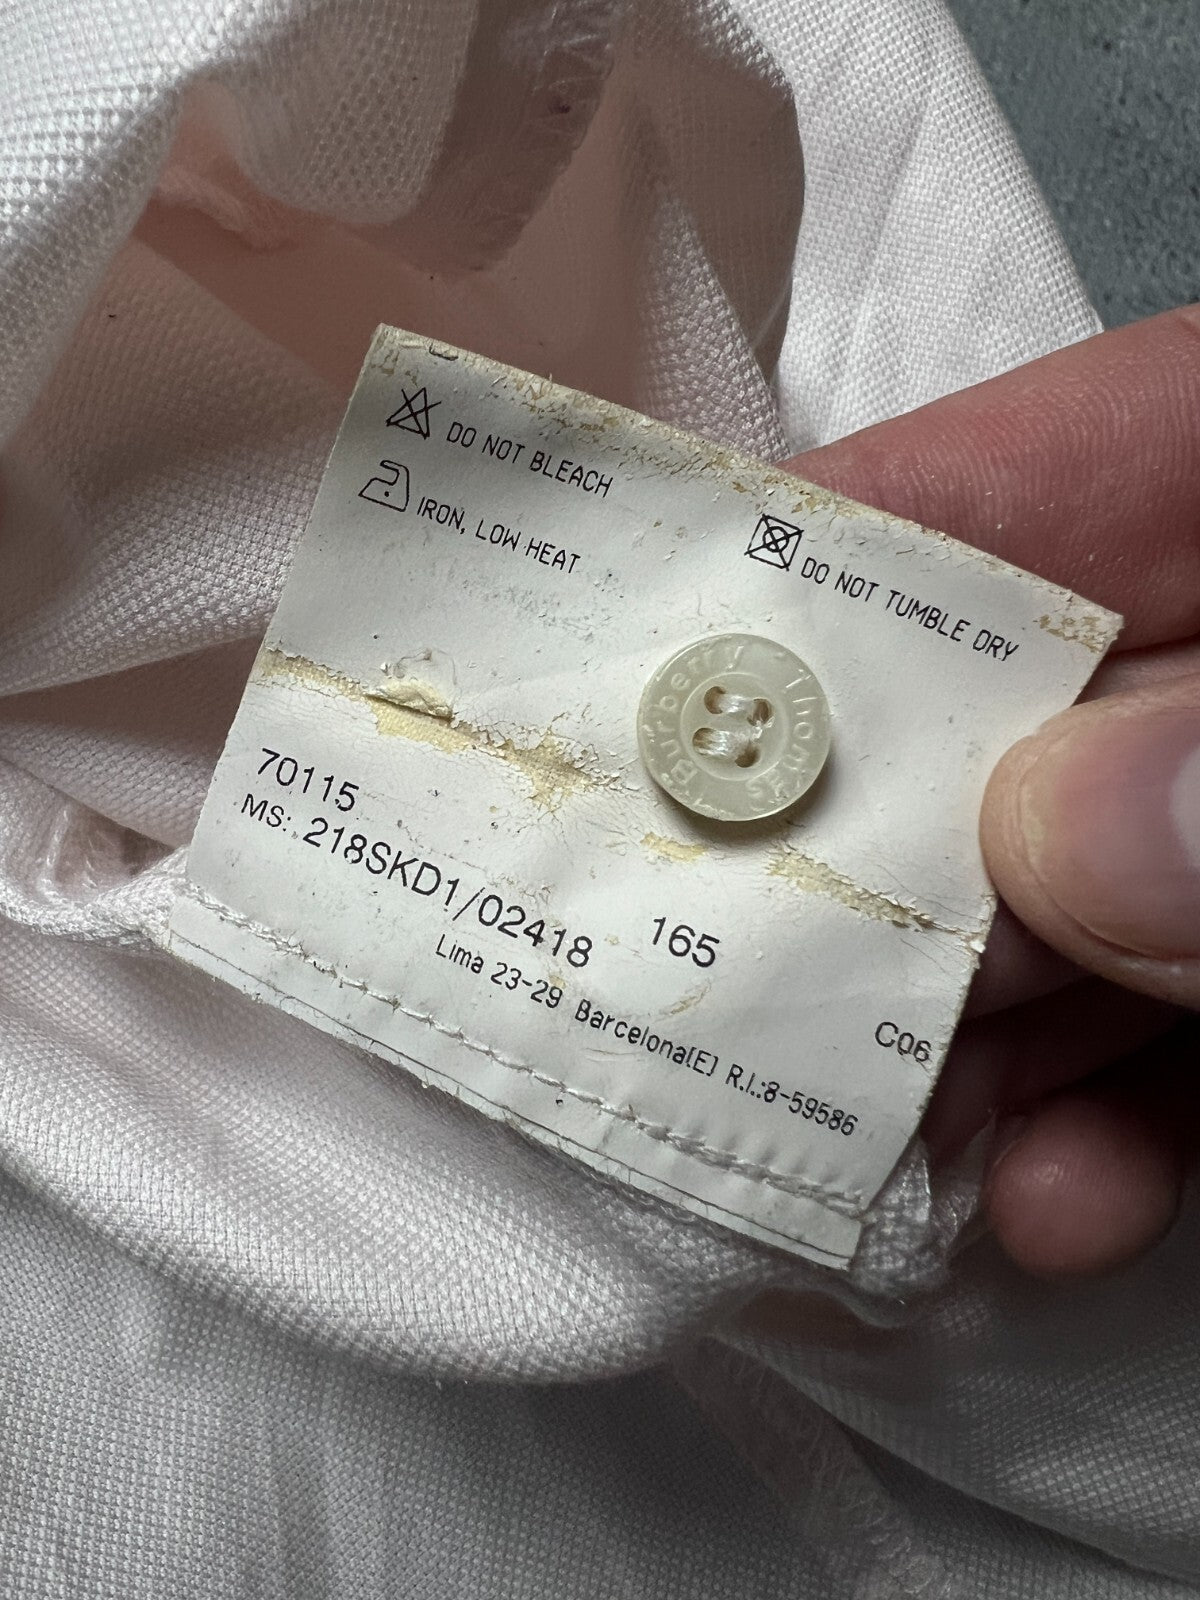 DO NOT BLEACH
IRON, LOW HEAT
DO NOT TUMBLE DRY
Thomas Burberry
70115
MS: 218SKD1/02418 165
C06
Lima 23-29 Barcelona(E) R.I.:8-59586